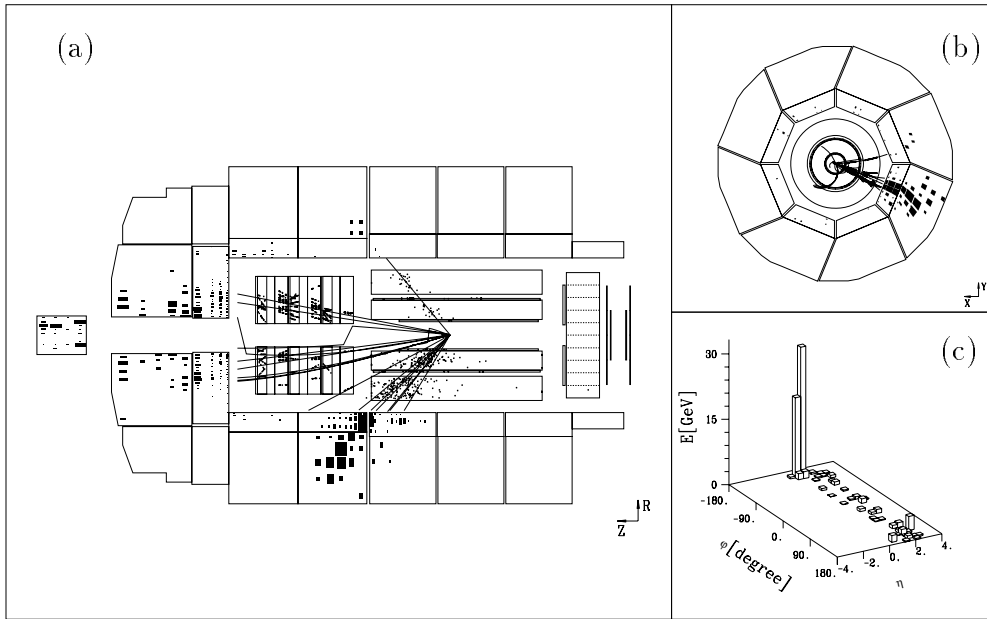 (a)
R
Z
(b)
Y
X
(c)
E[GeV]
30
15
0
-180.
-90.
0.
90.
180.
φ[degree]
-4.
-2.
0.
2.
4.
η